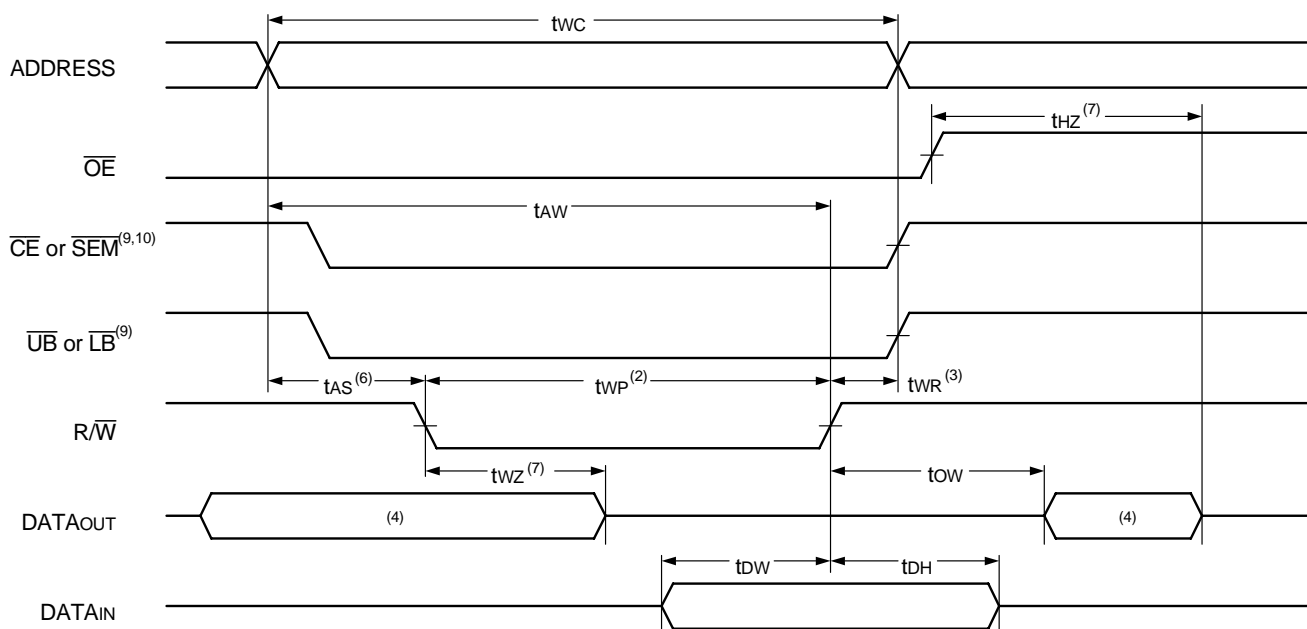 tWC
ADDRESS
tHZ(7)
OE
tAW
CE or SEM(9,10)
UB or LB(9)
tAS(6) tWP(2) tWR(3)
R/W
tWZ(7) tOW
DATAOUT (4) (4)
tDW tDH
DATAIN